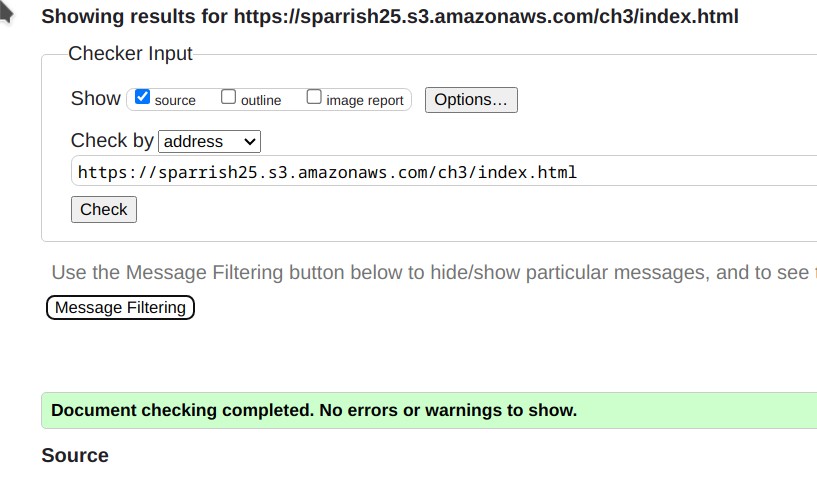 Showing results for https://sparrish25.s3.amazonaws.com/ch3/index.html
Checker Input
Show source outline image report Options…
Check by address
https://sparrish25.s3.amazonaws.com/ch3/index.html
Check
Use the Message Filtering button below to hide/show particular messages, and to see
Message Filtering
Document checking completed. No errors or warnings to show.
Source